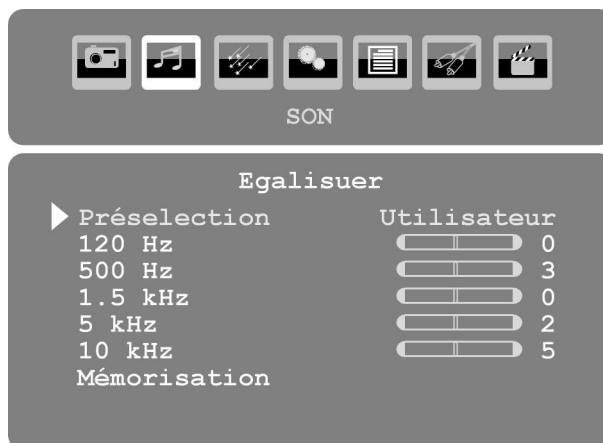 SON
Egalisuer
Préselection Utilisateur
120 Hz 0
500 Hz 3
1.5 kHz 0
5 kHz 2
10 kHz 5
Mémorisation